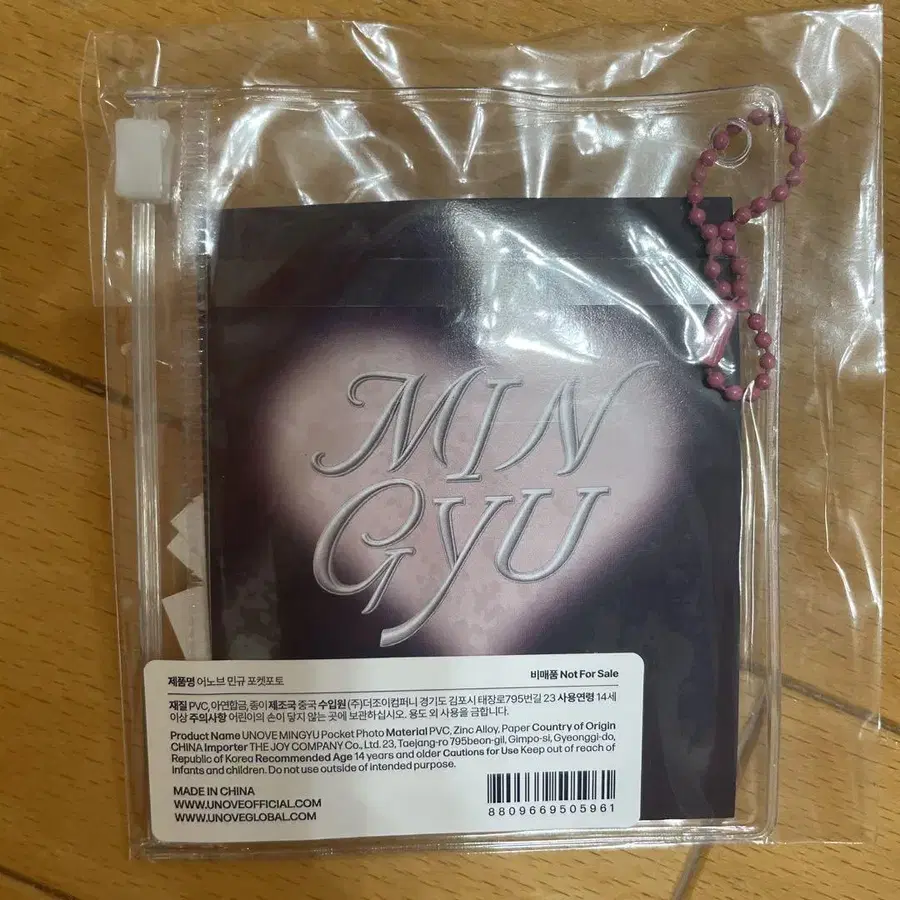 MIN
GYU
제품명 어노브 민규 포켓포토
비매품 Not For Sale
재질 PVC, 아연합금, 종이 제조국 중국 수입원 (주)더조이컴퍼니 경기도 김포시 태장로795번길 23 사용연령 14세
이상 주의사항 어린이의 손이 닿지 않는 곳에 보관하십시오. 용도 외 사용을 금합니다.
Product Name UNOVE MINGYU Pocket Photo Material PVC, Zinc Alloy, Paper Country of Origin
CHINA Importer THE JOY COMPANY Co., Ltd. 23, Taejang-ro 795beon-gil, Gimpo-si, Gyeonggi-do,
Republic of Korea Recommended Age 14 years and older Cautions for Use Keep out of reach of
infants and children. Do not use outside of intended purpose.
MADE IN CHINA
WWW.UNOVEOFFICIAL.COM
WWW.UNOVEGLOBAL.COM
8809669505961